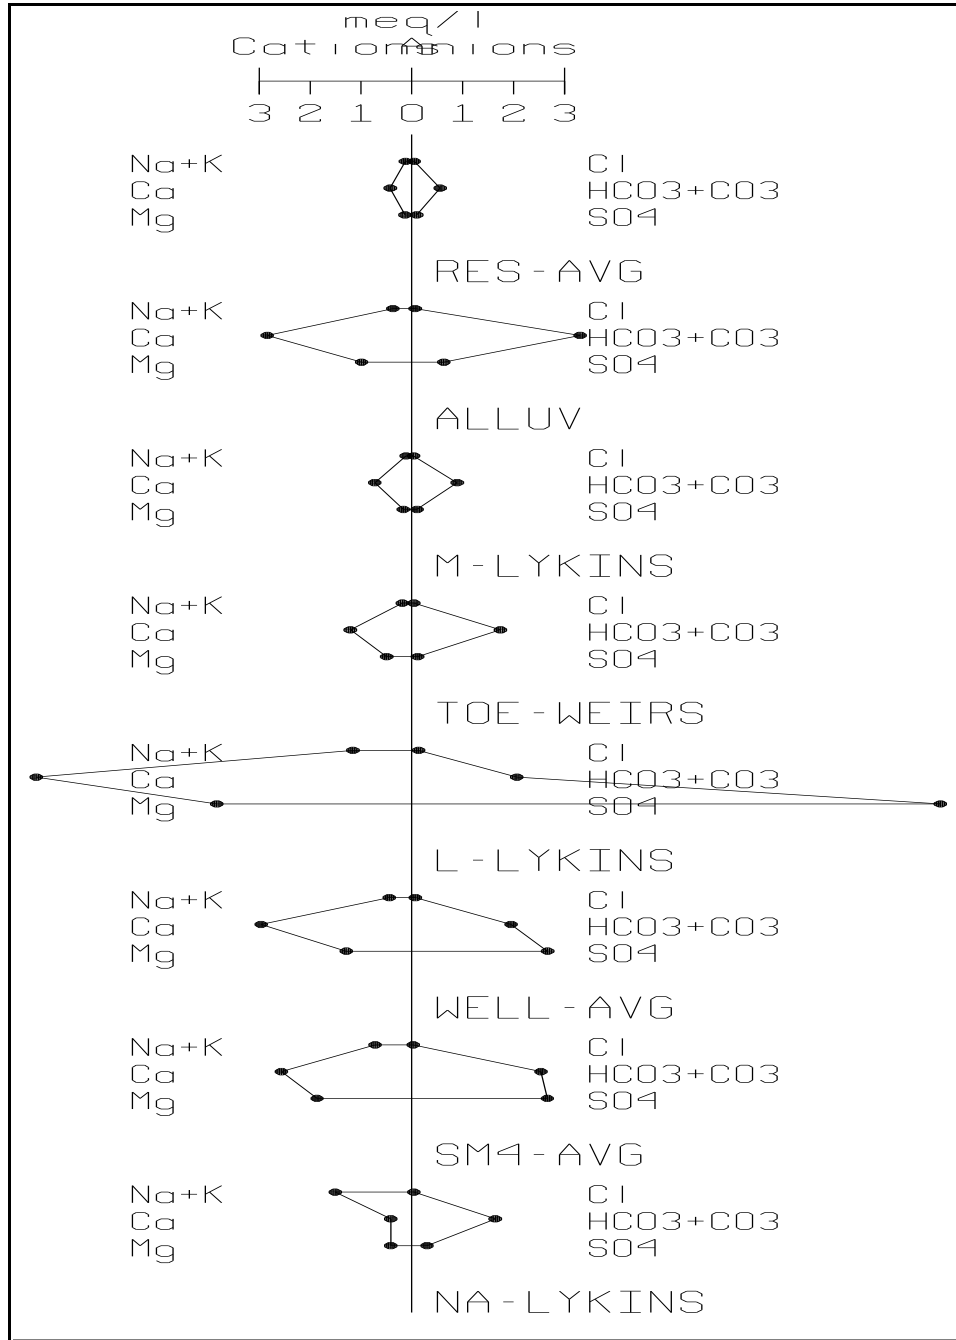 meq/l
Cations Anions
3 2 1 0 1 2 3
Na+K Cl
Ca HCO3+CO3
Mg SO4
RES-AVG
Na+K Cl
Ca HCO3+CO3
Mg SO4
ALLUV
Na+K Cl
Ca HCO3+CO3
Mg SO4
M-LYKINS
Na+K Cl
Ca HCO3+CO3
Mg SO4
TOE-WEIRS
Na+K Cl
Ca HCO3+CO3
Mg SO4
L-LYKINS
Na+K Cl
Ca HCO3+CO3
Mg SO4
WELL-AVG
Na+K Cl
Ca HCO3+CO3
Mg SO4
SM4-AVG
Na+K Cl
Ca HCO3+CO3
Mg SO4
NA-LYKINS